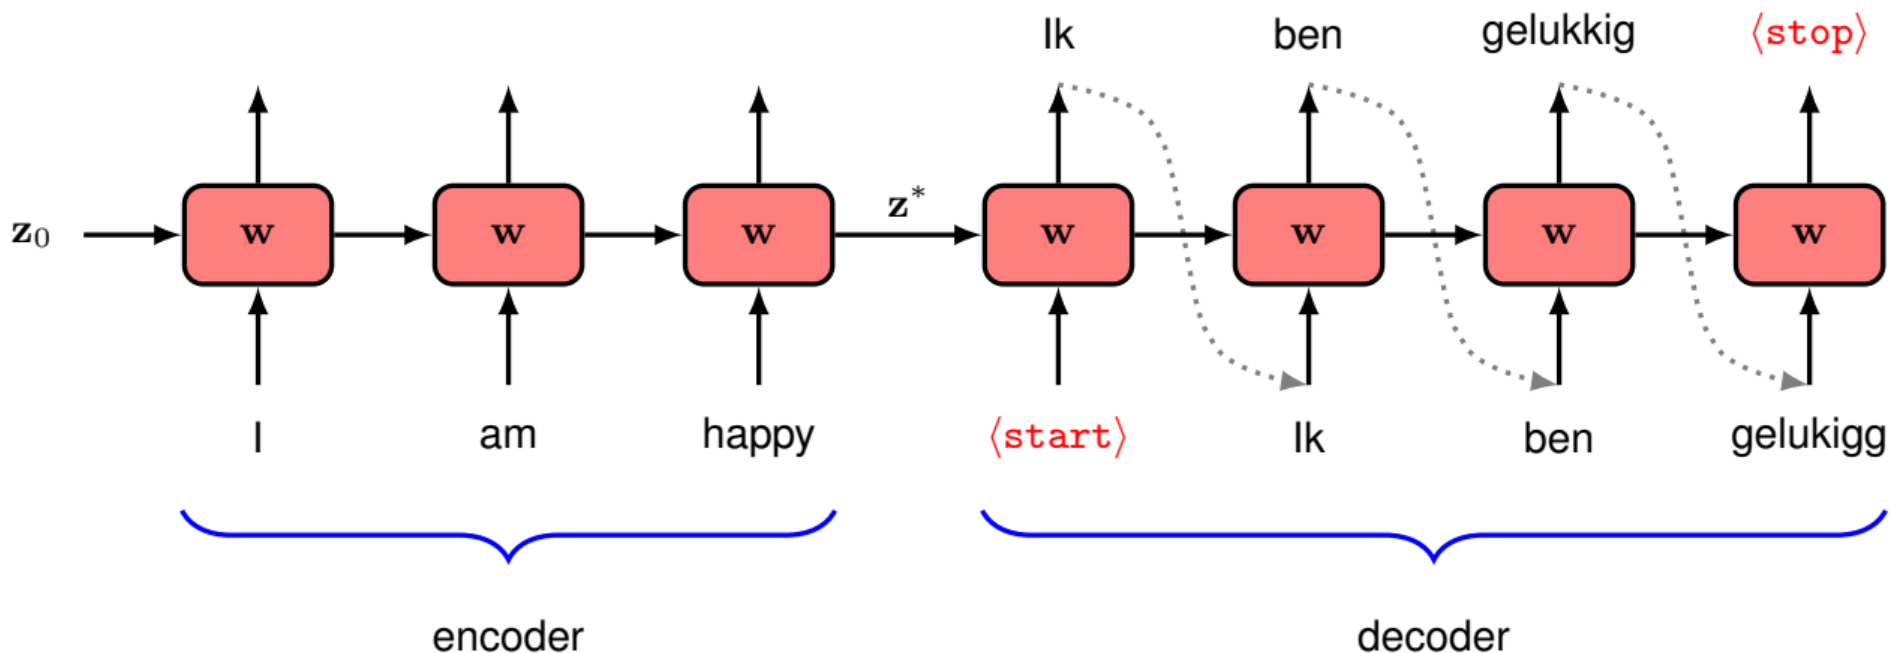 Ik ben gelukkig ⟨stop⟩
z* 
z₀ w w w w w w w
I am happy ⟨start⟩ Ik ben gelukigg
encoder decoder